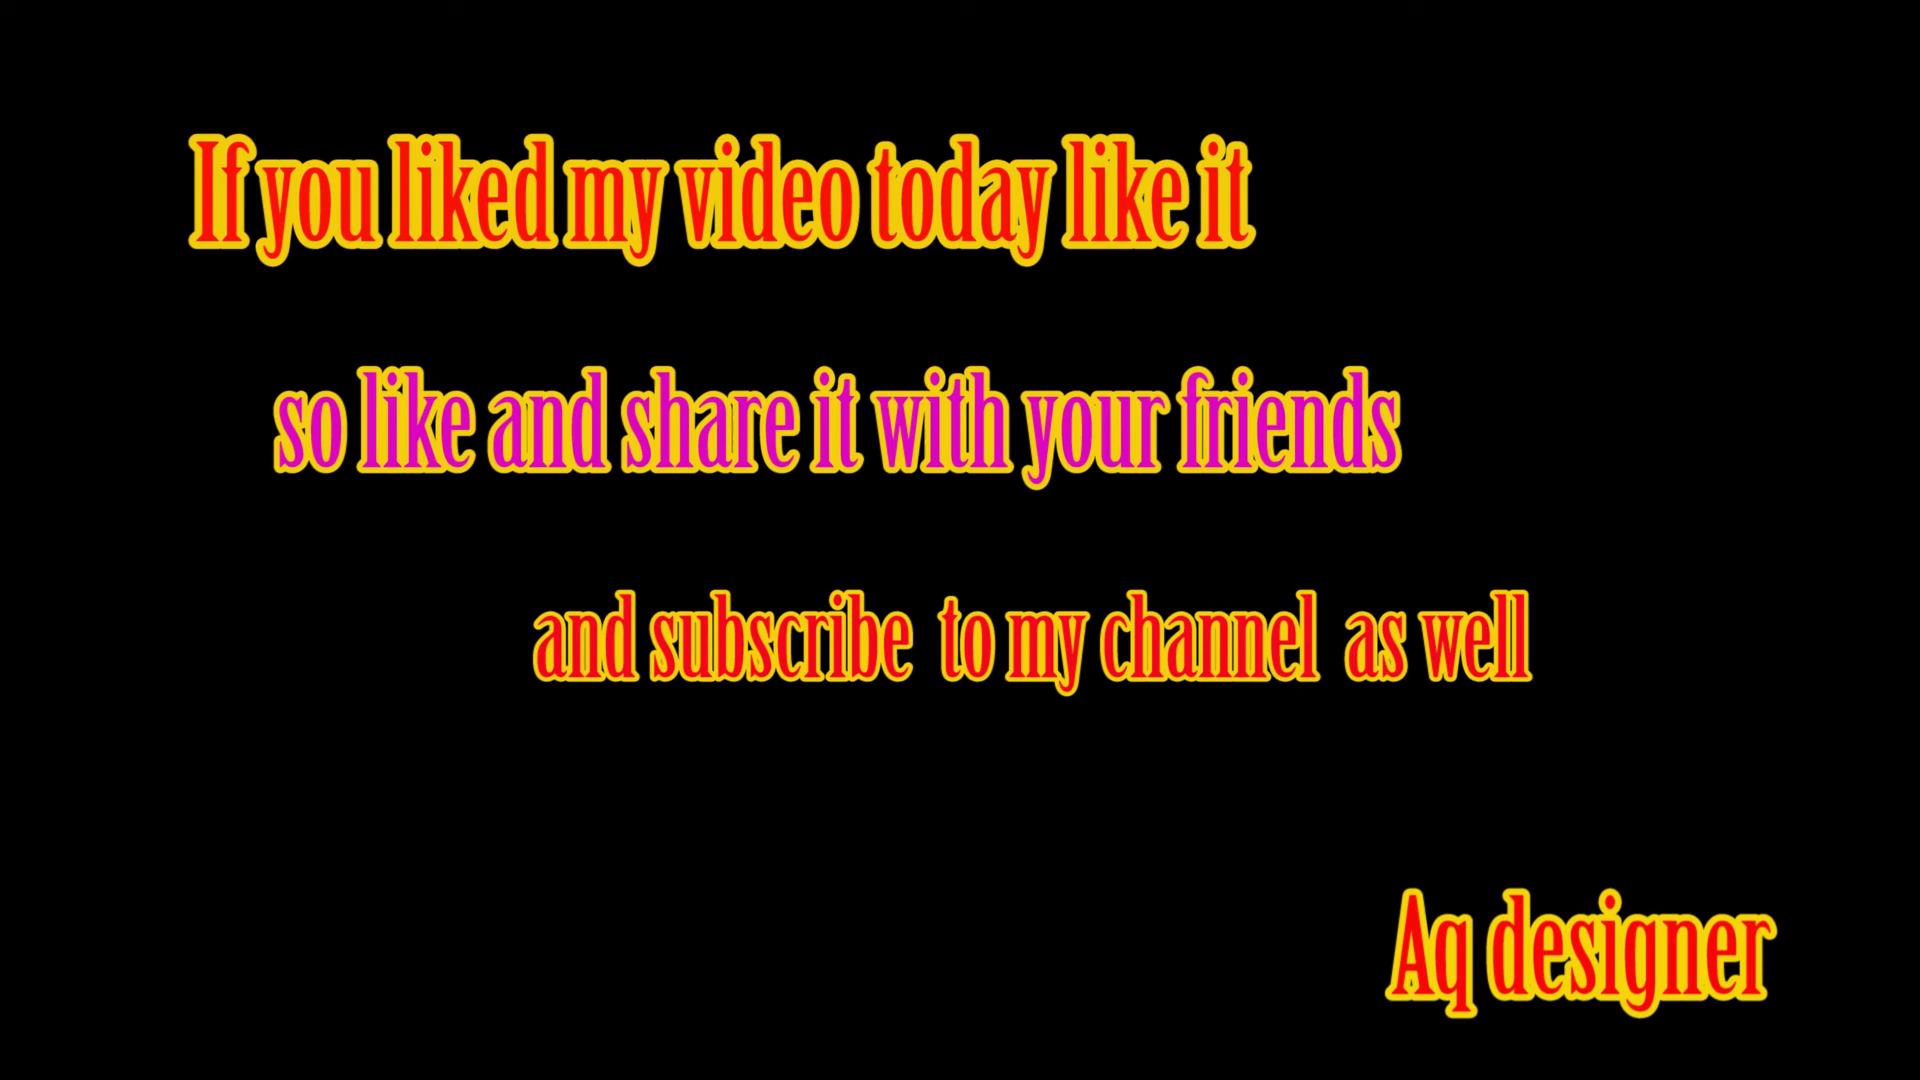 If you liked my video today like it
so like and share it with your friends
and subscribe to my channel as well
Aq designer